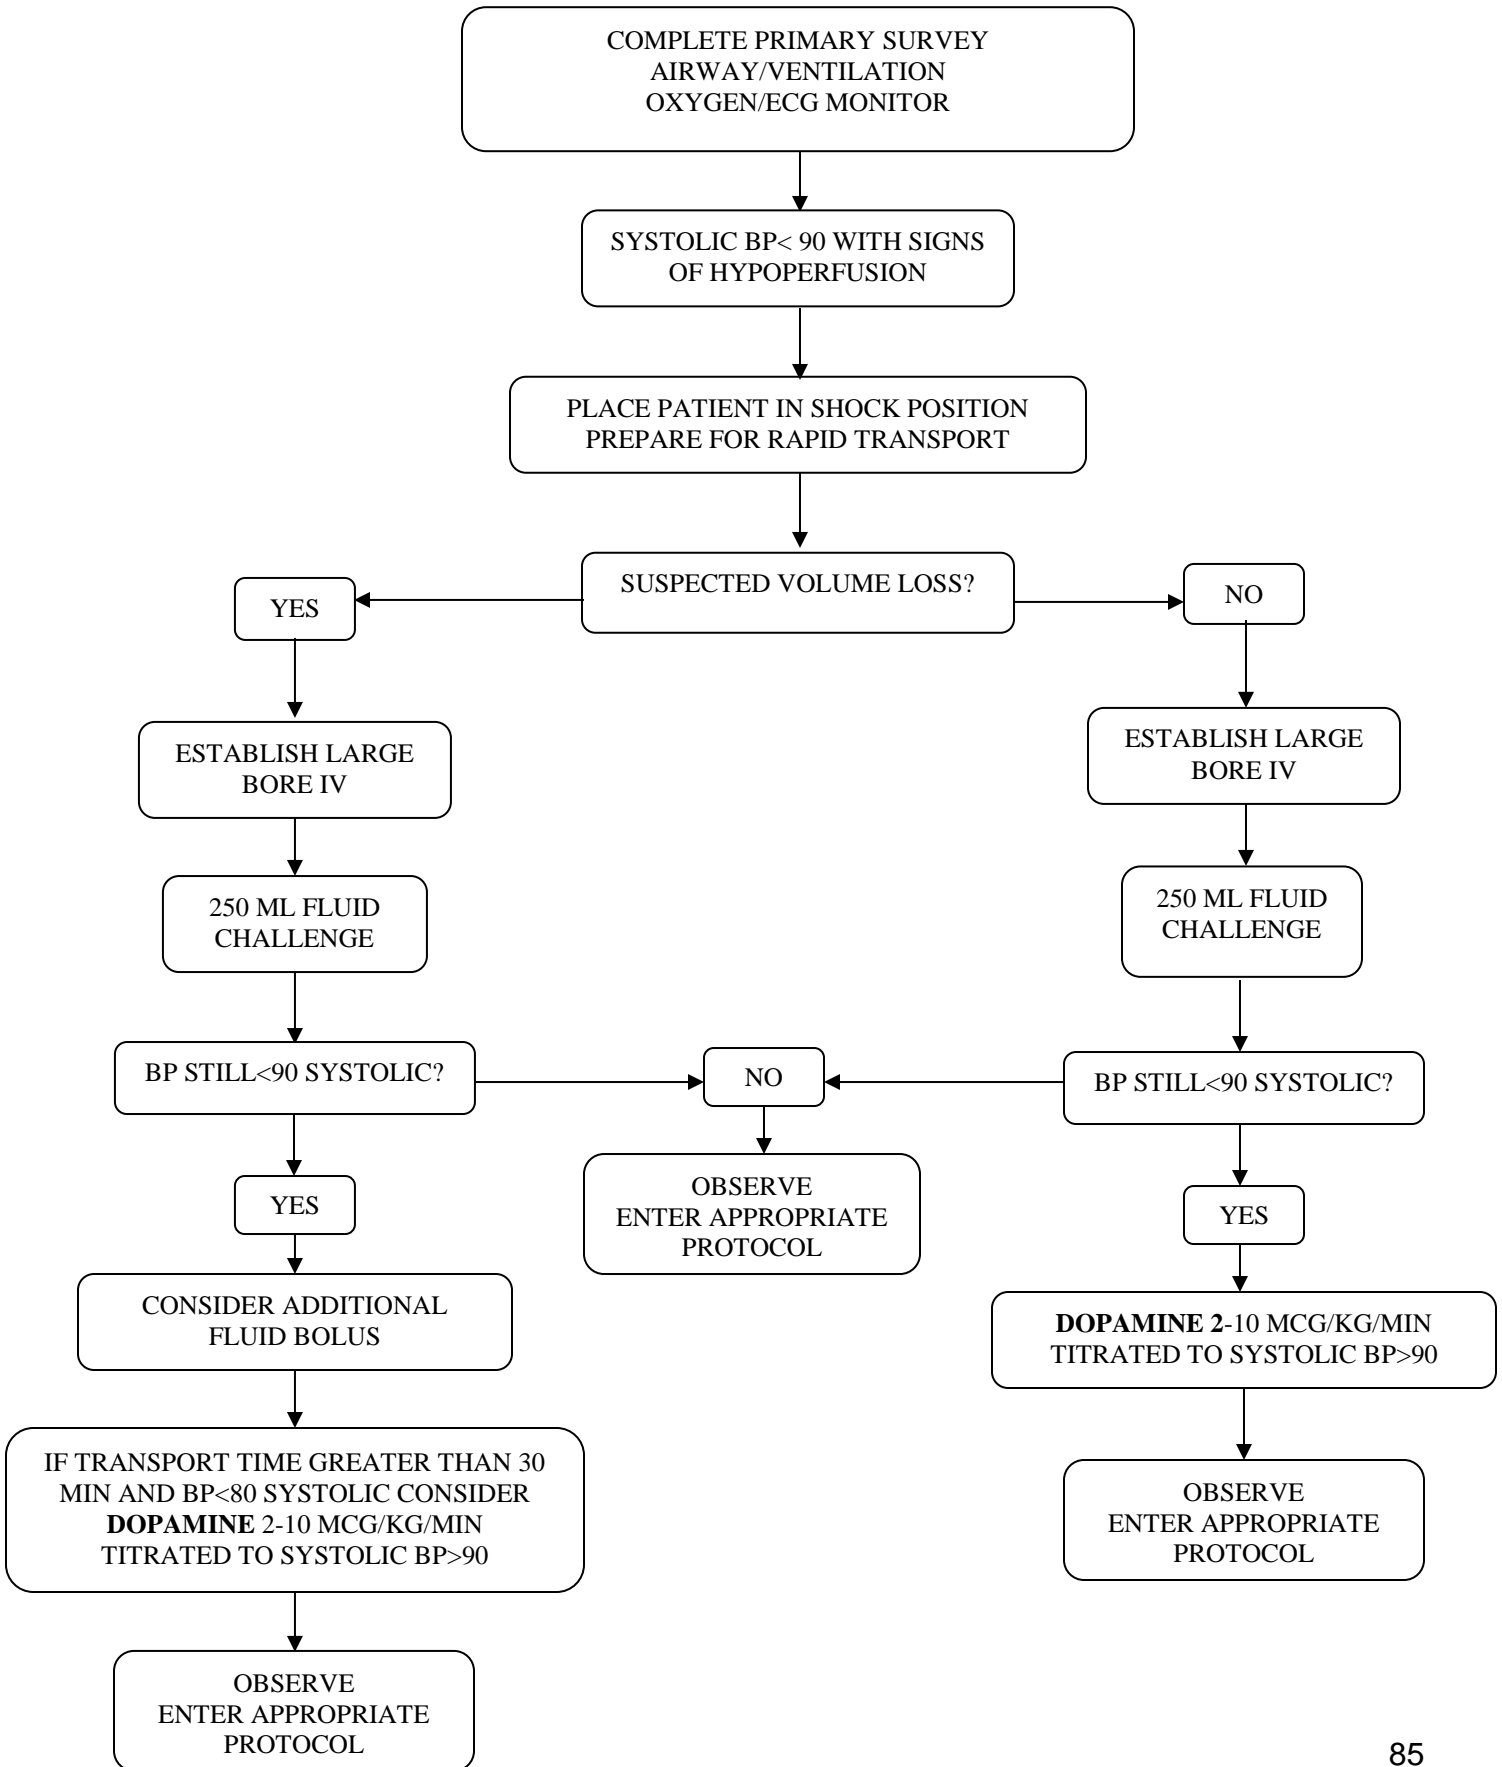 COMPLETE PRIMARY SURVEY
AIRWAY/VENTILATION
OXYGEN/ECG MONITOR
SYSTOLIC BP< 90 WITH SIGNS
OF HYPOPERFUSION
PLACE PATIENT IN SHOCK POSITION
PREPARE FOR RAPID TRANSPORT
SUSPECTED VOLUME LOSS?
YES
ESTABLISH LARGE
BORE IV
250 ML FLUID
CHALLENGE
BP STILL<90 SYSTOLIC?
YES
CONSIDER ADDITIONAL
FLUID BOLUS
IF TRANSPORT TIME GREATER THAN 30
MIN AND BP<80 SYSTOLIC CONSIDER
DOPAMINE 2-10 MCG/KG/MIN
TITRATED TO SYSTOLIC BP>90
OBSERVE
ENTER APPROPRIATE
PROTOCOL
NO
OBSERVE
ENTER APPROPRIATE
PROTOCOL
NO
ESTABLISH LARGE
BORE IV
250 ML FLUID
CHALLENGE
BP STILL<90 SYSTOLIC?
YES
DOPAMINE 2-10 MCG/KG/MIN
TITRATED TO SYSTOLIC BP>90
OBSERVE
ENTER APPROPRIATE
PROTOCOL
85